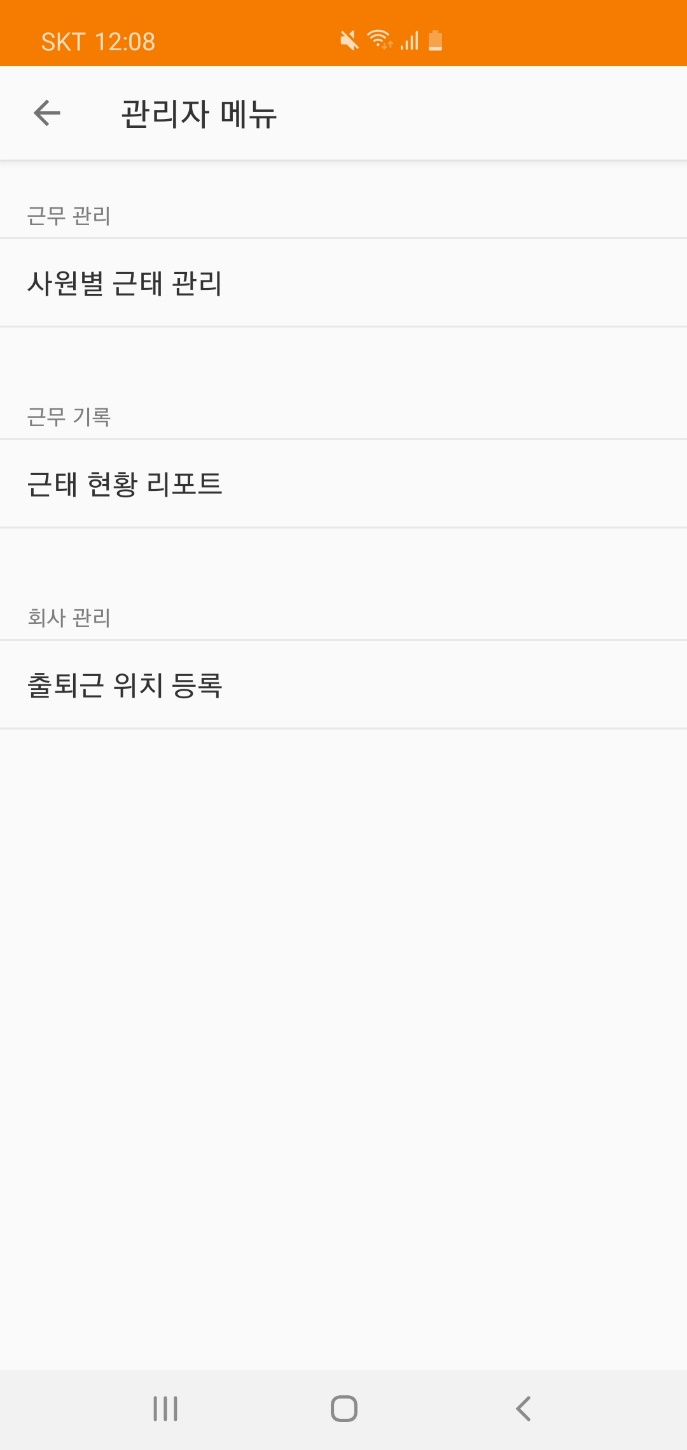 SKT 12:08
관리자 메뉴
근무 관리
사원별 근태 관리
근무 기록
근태 현황 리포트
회사 관리
출퇴근 위치 등록